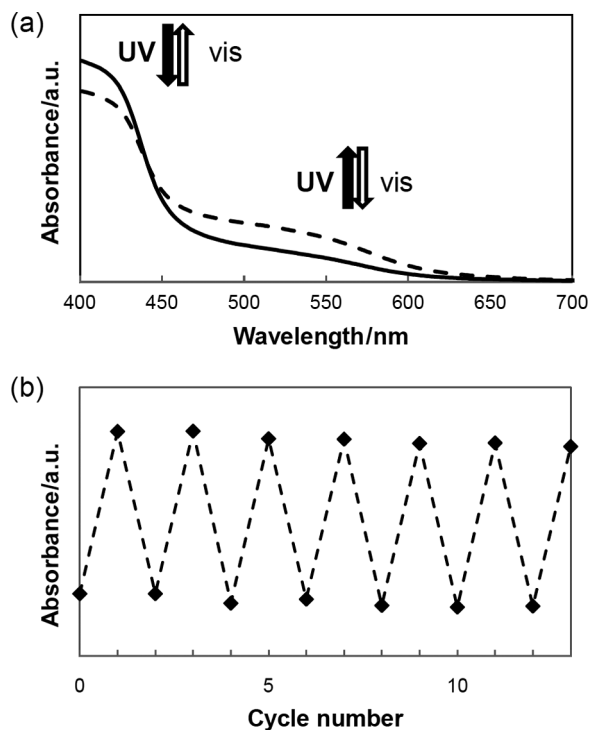 (a)
UV vis
UV vis
Absorbance/a.u.
400 450 500 550 600 650 700
Wavelength/nm
(b)
Absorbance/a.u.
0 5 10
Cycle number